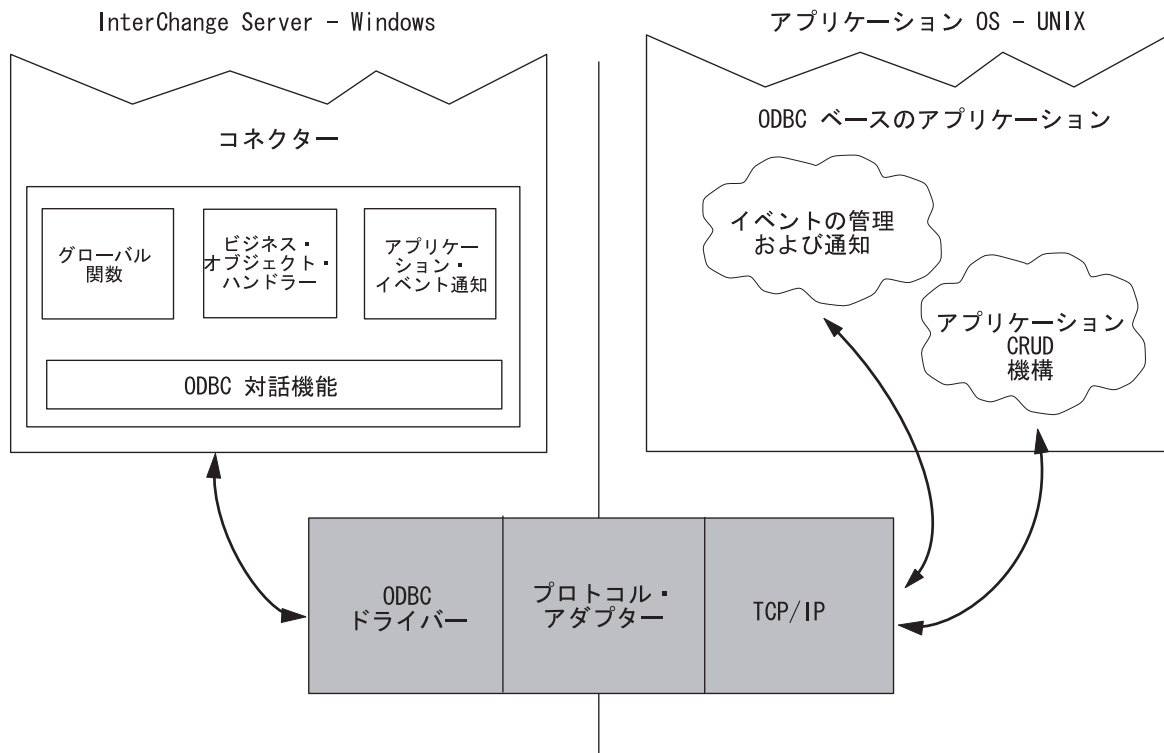 InterChange Server – Windows
コネクター
グローバル
関数
ビジネス・
オブジェクト・
ハンドラー
アプリケー
ション・
イベント通知
ODBC 対話機能
アプリケーション OS – UNIX
ODBC ベースのアプリケーション
イベントの管理
および通知
アプリケーション
CRUD
機構
ODBC
ドライバー
プロトコル・
アダプター
TCP/IP